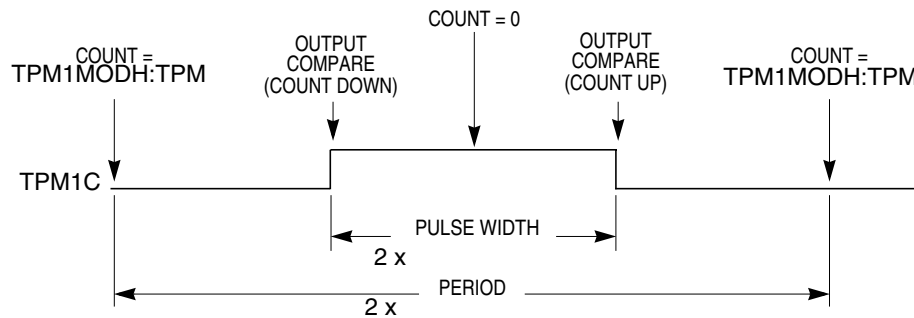 COUNT = 0
COUNT =
TPM1MODH:TPM
OUTPUT
COMPARE
(COUNT DOWN)
OUTPUT
COMPARE
(COUNT UP)
COUNT =
TPM1MODH:TPM
TPM1C
PULSE WIDTH
2 x
PERIOD
2 x